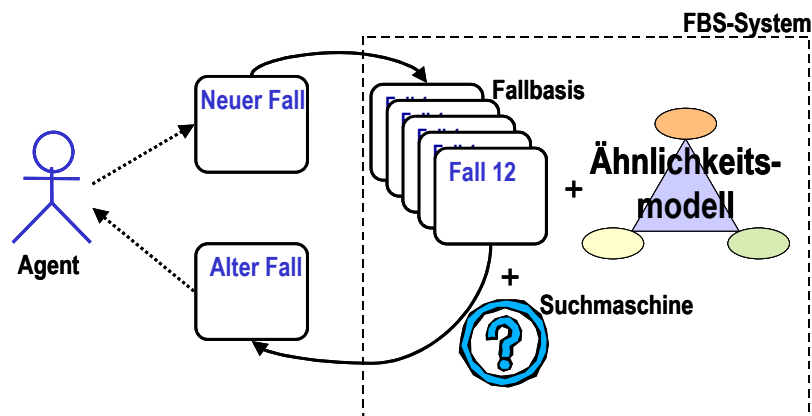 FBS-System
Neuer Fall
Fallbasis
Fall 12
+
Ähnlichkeits-
modell
Agent
Alter Fall
+
Suchmaschine
?